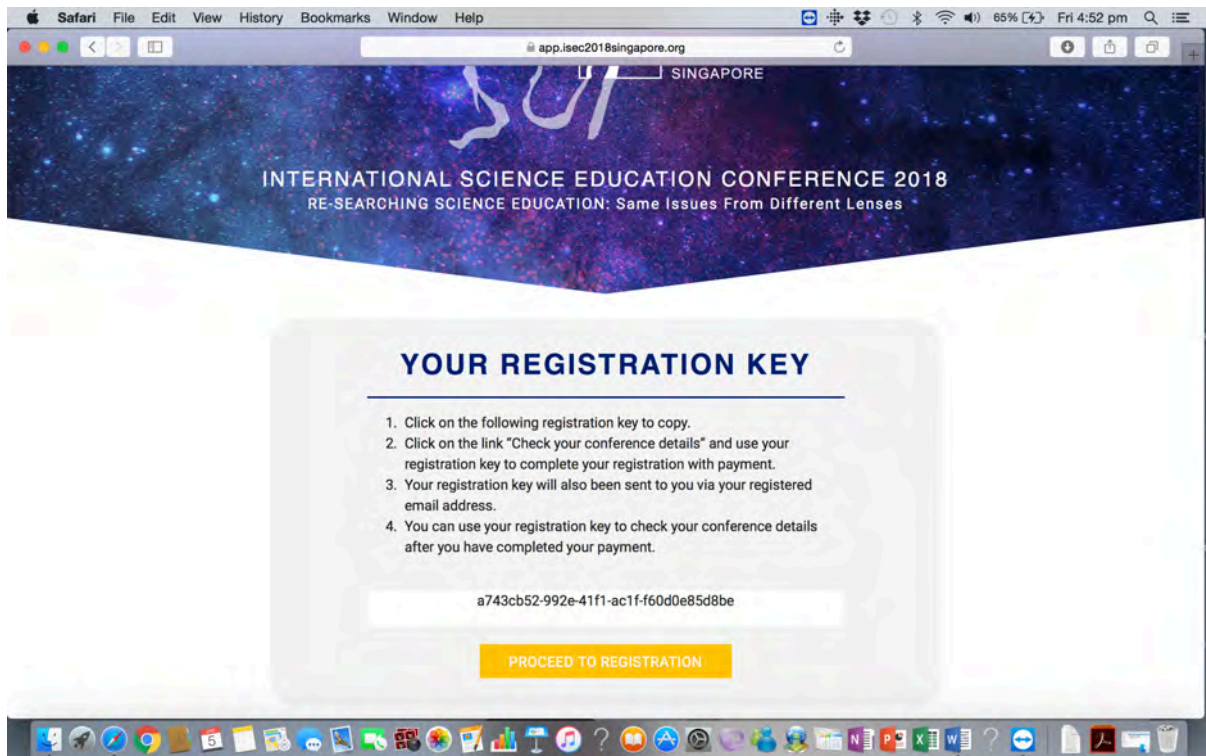 Safari File Edit View History Bookmarks Window Help 65% Fri 4:52 pm
app.isec2018singapore.org
SINGAPORE
INTERNATIONAL SCIENCE EDUCATION CONFERENCE 2018
RE-SEARCHING SCIENCE EDUCATION: Same Issues From Different Lenses
YOUR REGISTRATION KEY
1. Click on the following registration key to copy.
2. Click on the link "Check your conference details" and use your
registration key to complete your registration with payment.
3. Your registration key will also been sent to you via your registered
email address.
4. You can use your registration key to check your conference details
after you have completed your payment.
a743cb52-992e-41f1-ac1f-f60d0e85d8be
PROCEED TO REGISTRATION
5